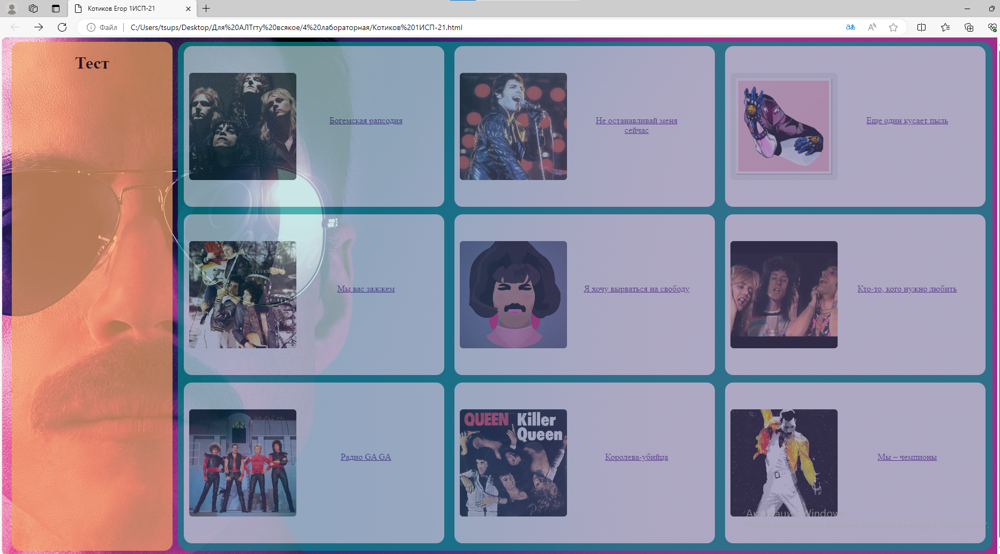 Котиков Егор 1ИСП-21
Файл
C:/Users/tsups/Desktop/Для%20АЛТгту%20всякое/4%20лабораторная/Котиков%201ИСП-21.html
Тест
Богемская рапсодия
Не останавливай меня
сейчас
Еще один кусает пыль
Мы вас зажжем
Я хочу вырваться на свободу
Кто-то, кого нужно любить
Радио GA GA
QUEEN Killer
Queen
Королева-убийца
Мы – чемпионы
Windows